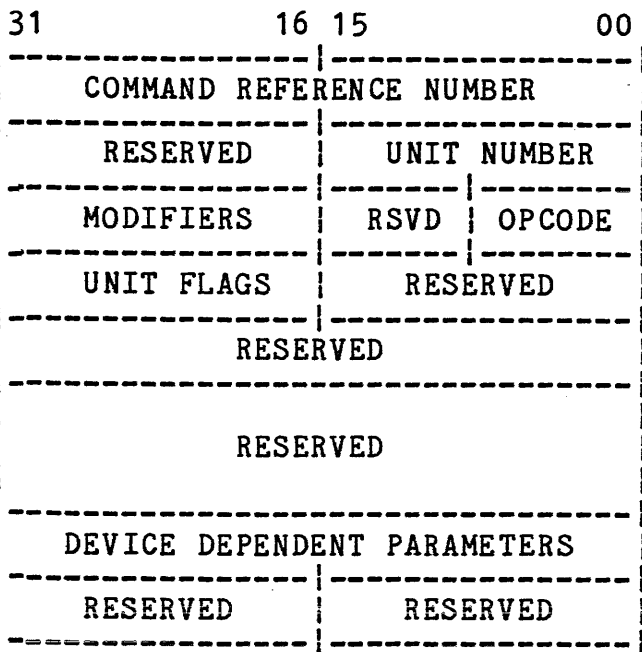 31 16 15 00
COMMAND REFERENCE NUMBER
RESERVED UNIT NUMBER
MODIFIERS RSVD OPCODE
UNIT FLAGS RESERVED
RESERVED
RESERVED
DEVICE DEPENDENT PARAMETERS
RESERVED RESERVED